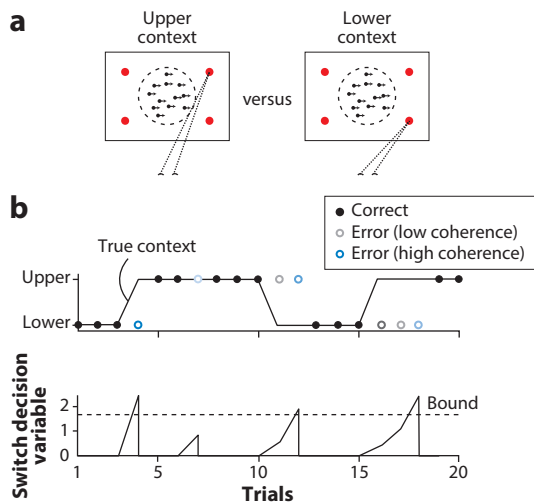 a
Upper
context
versus
Lower
context
b
Correct
Error (low coherence)
Error (high coherence)
True context
Upper
Lower
Switch decision
variable
2
1
0
Bound
1
5
10
15
20
Trials